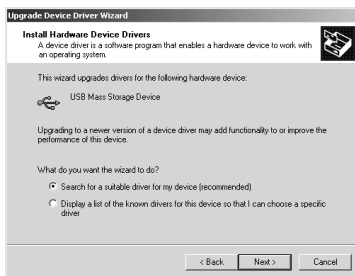 Upgrade Device Driver Wizard
Install Hardware Device Drivers
A device driver is a software program that enables a hardware device to work with
an operating system.
This wizard upgrades drivers for the following hardware device:
USB Mass Storage Device
Upgrading to a newer version of a device driver may add functionality to or improve the
performance of this device.
What do you want the wizard to do?
Search for a suitable driver for my device (recommended)
Display a list of the known drivers for this device so that I can choose a specific
driver
< Back Next > Cancel